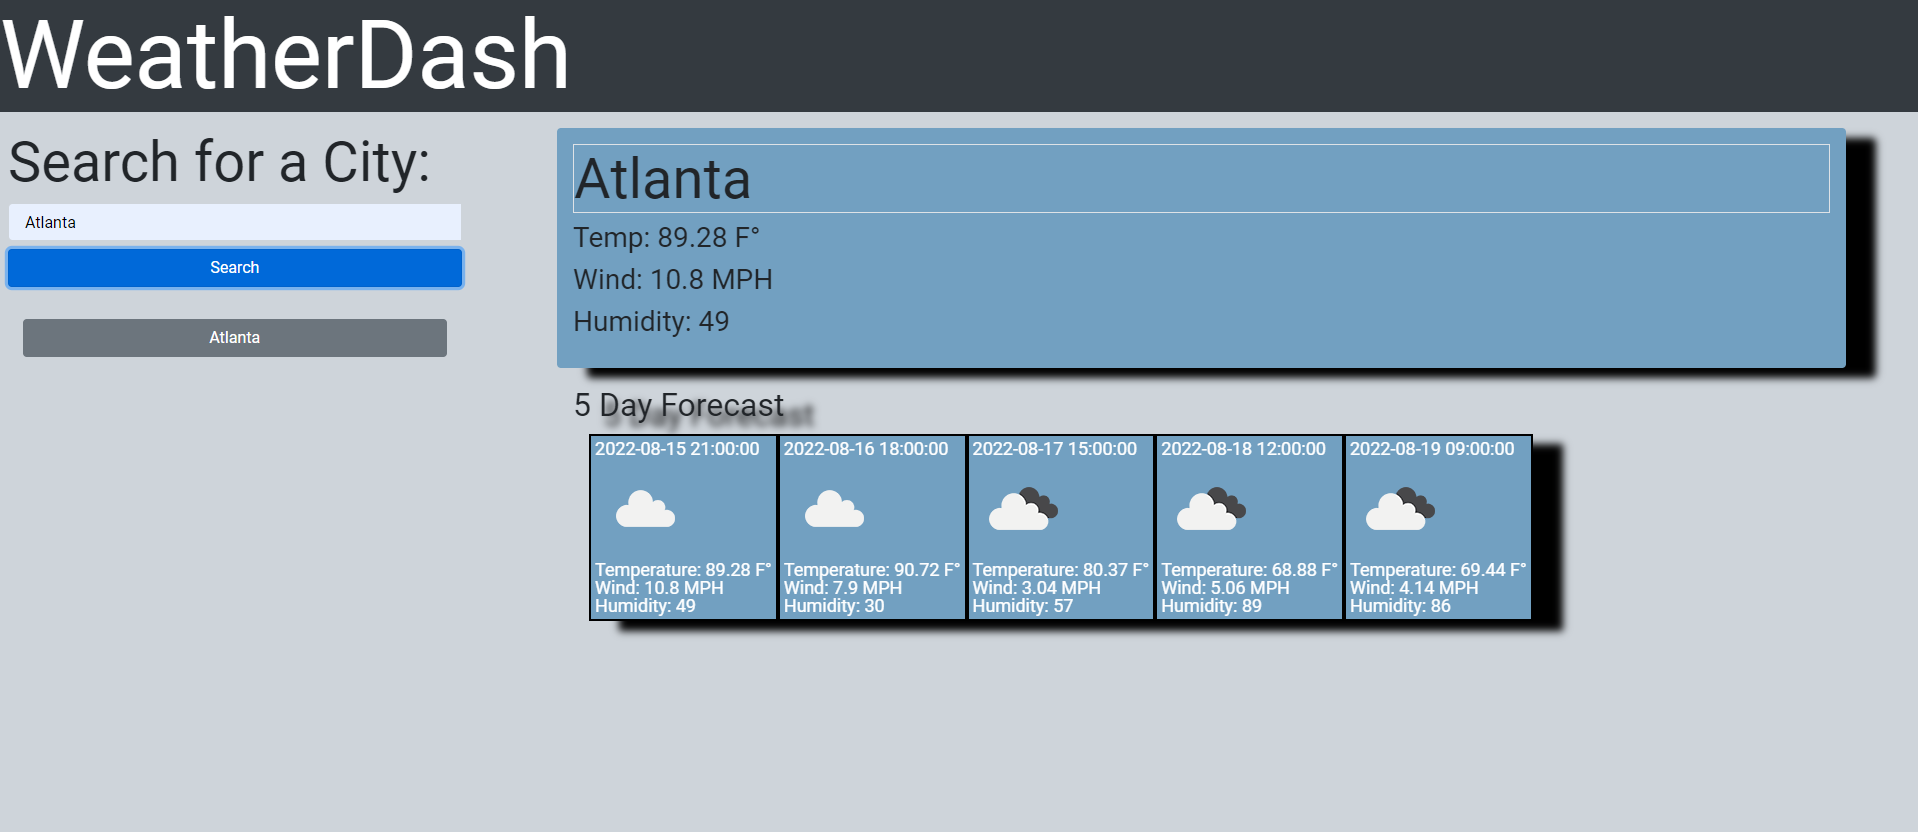 WeatherDash
Search for a City:
Atlanta
Search
Atlanta
Atlanta
Temp: 89.28 F°
Wind: 10.8 MPH
Humidity: 49
5 Day Forecast
2022-08-15 21:00:00
Temperature: 89.28 F°
Wind: 10.8 MPH
Humidity: 49
2022-08-16 18:00:00
Temperature: 90.72 F°
Wind: 7.9 MPH
Humidity: 30
2022-08-17 15:00:00
Temperature: 80.37 F°
Wind: 3.04 MPH
Humidity: 57
2022-08-18 12:00:00
Temperature: 68.88 F°
Wind: 5.06 MPH
Humidity: 89
2022-08-19 09:00:00
Temperature: 69.44 F°
Wind: 4.14 MPH
Humidity: 86